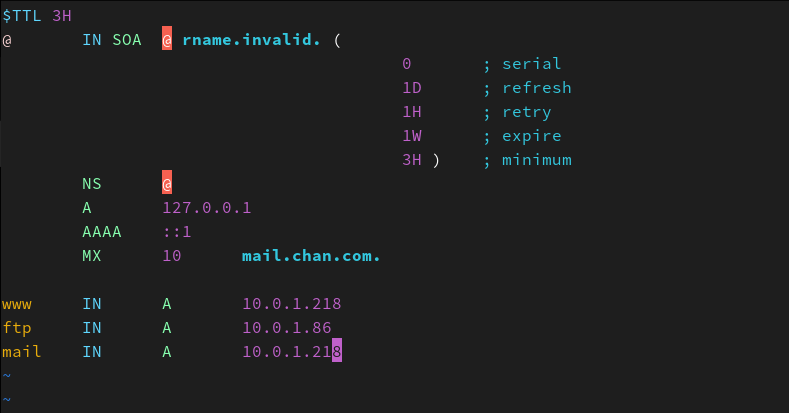 $TTL 3H
@ IN SOA @ rname.invalid. (
0 ; serial
1D ; refresh
1H ; retry
1W ; expire
3H ) ; minimum
NS @
A 127.0.0.1
AAAA ::1
MX 10 mail.chan.com.
www IN A 10.0.1.218
ftp IN A 10.0.1.86
mail IN A 10.0.1.218
~
~